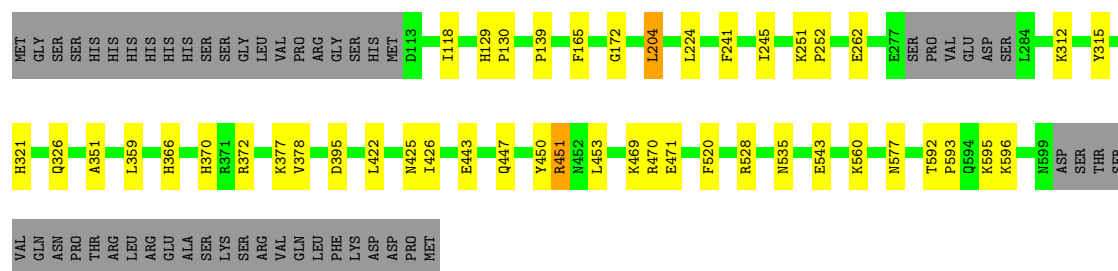 MET GLY SER SER HIS HIS HIS HIS HIS HIS SER SER GLY LEU VAL PRO ARG GLY SER HIS MET D113 I118 H129 P130 P139 F165 G172 L204 L224 F241 I245 K251 P252 E262 E277 SER PRO VAL GLU ASP SER L284 K312 Y315
H321 Q326 A351 L359 H366 H370 R371 R372 K377 V378 D395 L422 N425 I426 E443 Q447 Y450 R451 N452 L453 K469 R470 E471 F520 R528 N535 E543 K560 N577 T592 P593 Q594 K595 K596 N599 ASP SER THR SER
VAL GLN ASN PRO THR ARG LEU ARG GLU ALA SER LYS SER ARG VAL GLN LEU PHE LYS ASP ASP PRO MET